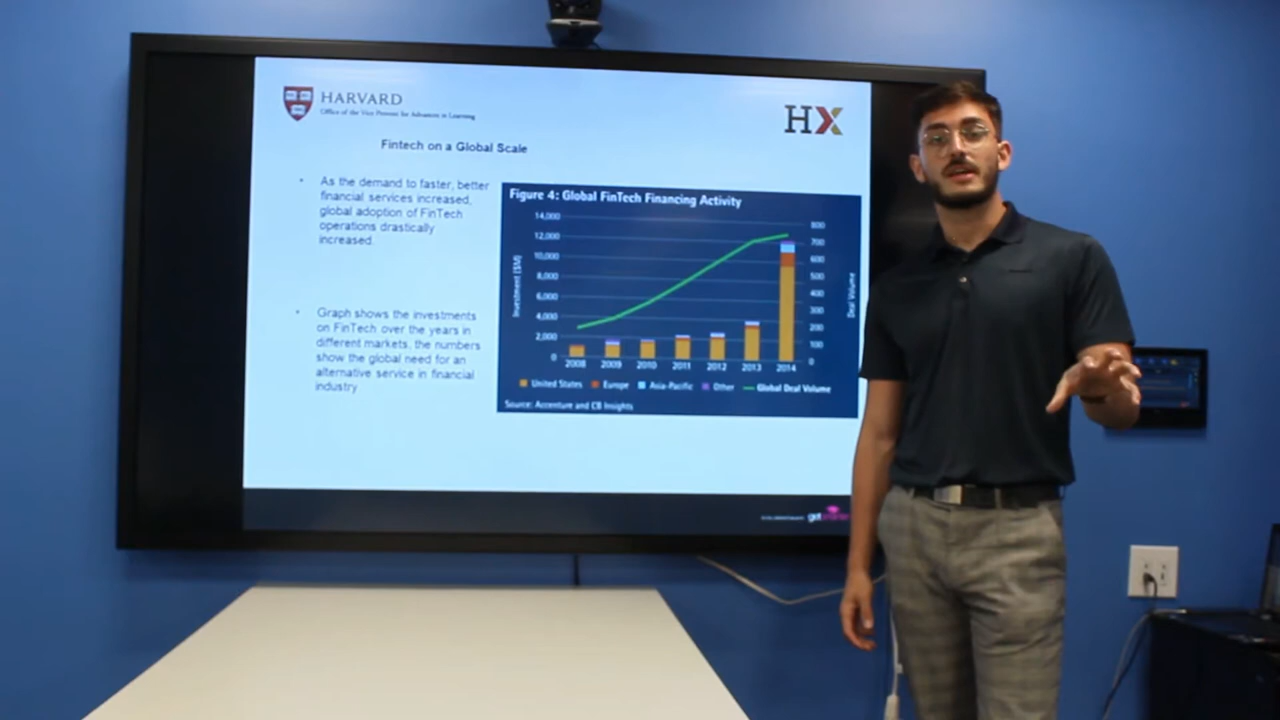 HARVARD
Office of the Vice Provost for Advances in Learning
HX
Fintech on a Global Scale
As the demand to faster, better
financial services increased,
global adoption of FinTech
operations drastically
increased.
Graph shows the investments
on FinTech over the years in
different markets, the numbers
show the global need for an
alternative service in financial
industry
Figure 4: Global FinTech Financing Activity
Investment ($M)
14,000
12,000
10,000
8,000
6,000
4,000
2,000
0
800
700
600
500
400
300
200
100
0
Deal Volume
2008 2009 2010 2011 2012 2013 2014
United States Europe Asia-Pacific Other Global Deal Volume
Source: Accenture and CB Insights